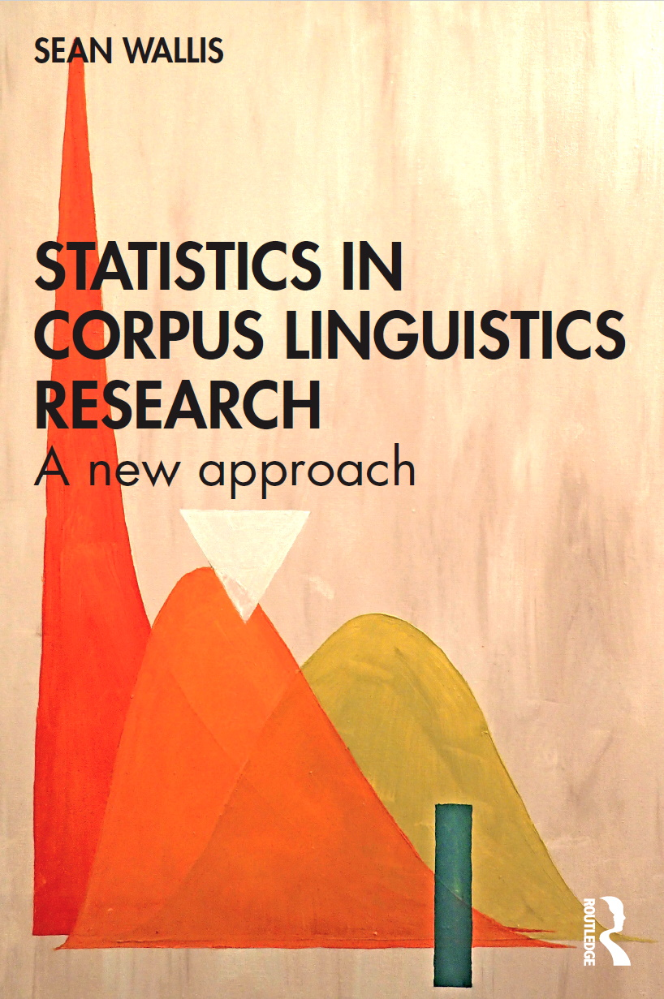 SEAN WALLIS
STATISTICS IN
CORPUS LINGUISTICS
RESEARCH
A new approach
ROUTLEDGE